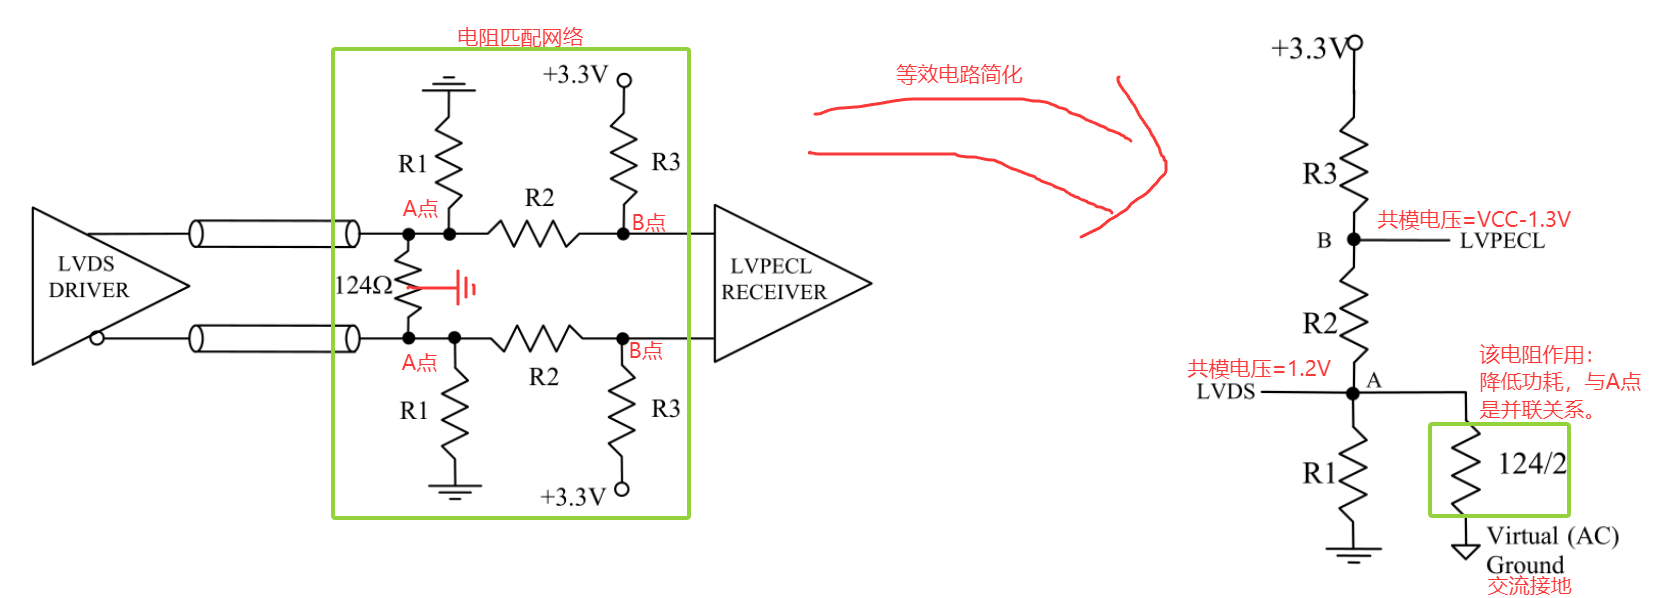 电阻匹配网络
+3.3V
R1
R3
R2
A点
B点
LVDS
DRIVER
124Ω
LVPECL
RECEIVER
A点
B点
R2
R1
R3
+3.3V
等效电路简化
+3.3V
R3
共模电压=VCC-1.3V
B
LVPECL
R2
共模电压=1.2V
LVDS
A
该电阻作用：
降低功耗，与A点
是并联关系。
R1
124/2
Virtual (AC)
Ground
交流接地